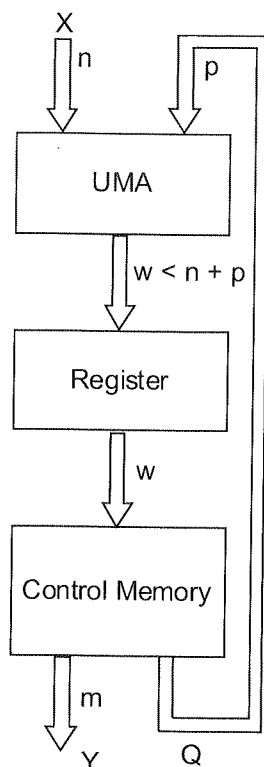 X
n
p
UMA
w < n + p
Register
w
Control Memory
m
Y
Q